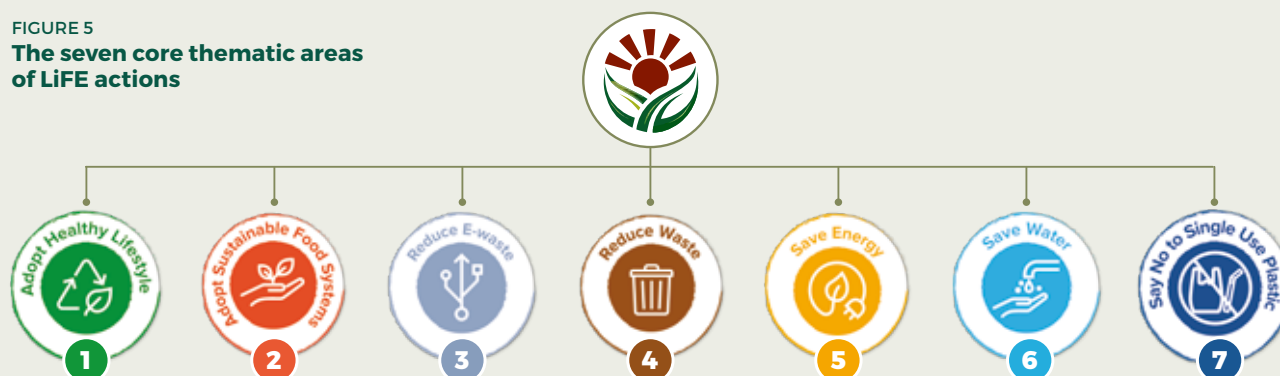 FIGURE 5
The seven core thematic areas
of LiFE actions
Adopt Healthy Lifestyle
Adopt Sustainable Food Systems
Reduce E-waste
Reduce Waste
Save Energy
Save Water
Say No to Single Use Plastic
1
2
3
4
5
6
7